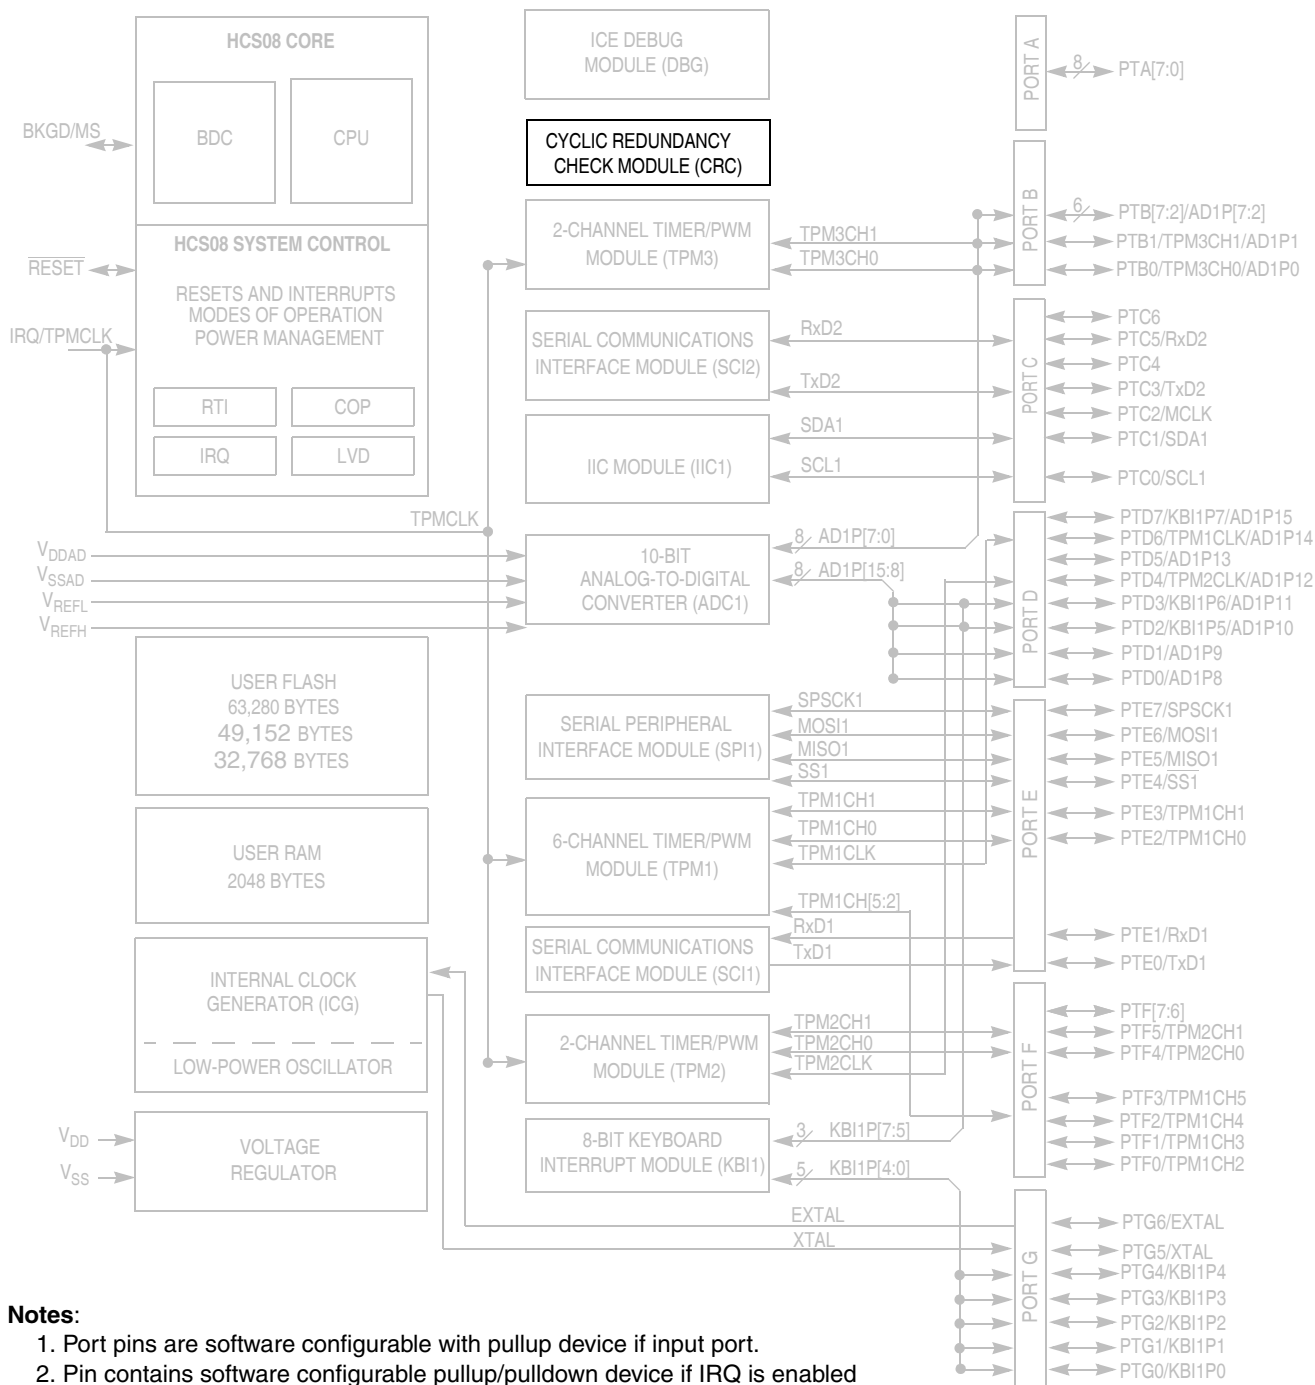 HCS08 CORE
BDC
CPU
BKGD/MS
HCS08 SYSTEM CONTROL
RESET
RESETS AND INTERRUPTS
MODES OF OPERATION
POWER MANAGEMENT
IRQ/TPMCLK
RTI
COP
IRQ
LVD
TPMCLK
VDDAD
VSSAD
VREFL
VREFH
USER FLASH
63,280 BYTES
49,152 BYTES
32,768 BYTES
USER RAM
2048 BYTES
INTERNAL CLOCK
GENERATOR (ICG)
LOW-POWER OSCILLATOR
VDD
VSS
VOLTAGE
REGULATOR
ICE DEBUG
MODULE (DBG)
CYCLIC REDUNDANCY
CHECK MODULE (CRC)
2-CHANNEL TIMER/PWM
MODULE (TPM3)
TPM3CH1
TPM3CH0
SERIAL COMMUNICATIONS
INTERFACE MODULE (SCI2)
RxD2
TxD2
IIC MODULE (IIC1)
SDA1
SCL1
10-BIT
ANALOG-TO-DIGITAL
CONVERTER (ADC1)
8 AD1P[7:0]
8 AD1P[15:8]
SERIAL PERIPHERAL
INTERFACE MODULE (SPI1)
SPSCK1
MOSI1
MISO1
SS1
6-CHANNEL TIMER/PWM
MODULE (TPM1)
TPM1CH1
TPM1CH0
TPM1CLK
TPM1CH[5:2]
SERIAL COMMUNICATIONS
INTERFACE MODULE (SCI1)
RxD1
TxD1
2-CHANNEL TIMER/PWM
MODULE (TPM2)
TPM2CH1
TPM2CH0
TPM2CLK
8-BIT KEYBOARD
INTERRUPT MODULE (KBI1)
3 KBI1P[7:5]
5 KBI1P[4:0]
EXTAL
XTAL
PORT A
8 PTA[7:0]
PORT B
6 PTB[7:2]/AD1P[7:2]
PTB1/TPM3CH1/AD1P1
PTB0/TPM3CH0/AD1P0
PORT C
PTC6
PTC5/RxD2
PTC4
PTC3/TxD2
PTC2/MCLK
PTC1/SDA1
PTC0/SCL1
PORT D
PTD7/KBI1P7/AD1P15
PTD6/TPM1CLK/AD1P14
PTD5/AD1P13
PTD4/TPM2CLK/AD1P12
PTD3/KBI1P6/AD1P11
PTD2/KBI1P5/AD1P10
PTD1/AD1P9
PTD0/AD1P8
PORT E
PTE7/SPSCK1
PTE6/MOSI1
PTE5/MISO1
PTE4/SS1
PTE3/TPM1CH1
PTE2/TPM1CH0
PTE1/RxD1
PTE0/TxD1
PORT F
PTF[7:6]
PTF5/TPM2CH1
PTF4/TPM2CH0
PTF3/TPM1CH5
PTF2/TPM1CH4
PTF1/TPM1CH3
PTF0/TPM1CH2
PORT G
PTG6/EXTAL
PTG5/XTAL
PTG4/KBI1P4
PTG3/KBI1P3
PTG2/KBI1P2
PTG1/KBI1P1
PTG0/KBI1P0
Notes:
1. Port pins are software configurable with pullup device if input port.
2. Pin contains software configurable pullup/pulldown device if IRQ is enabled